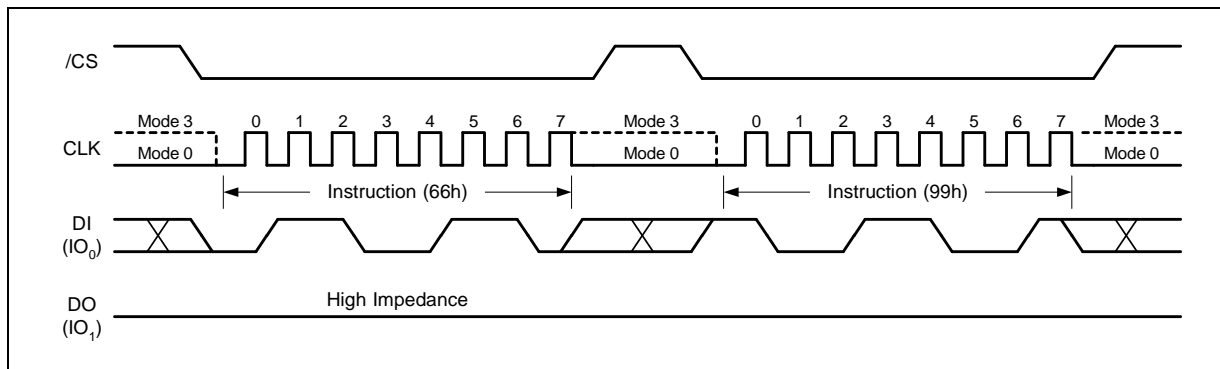 /CS
Mode 3 0 1 2 3 4 5 6 7 Mode 3 0 1 2 3 4 5 6 7 Mode 3
CLK
Mode 0 Mode 0 Mode 0
Instruction (66h) Instruction (99h)
DI
(IO0)
High Impedance
DO
(IO1)